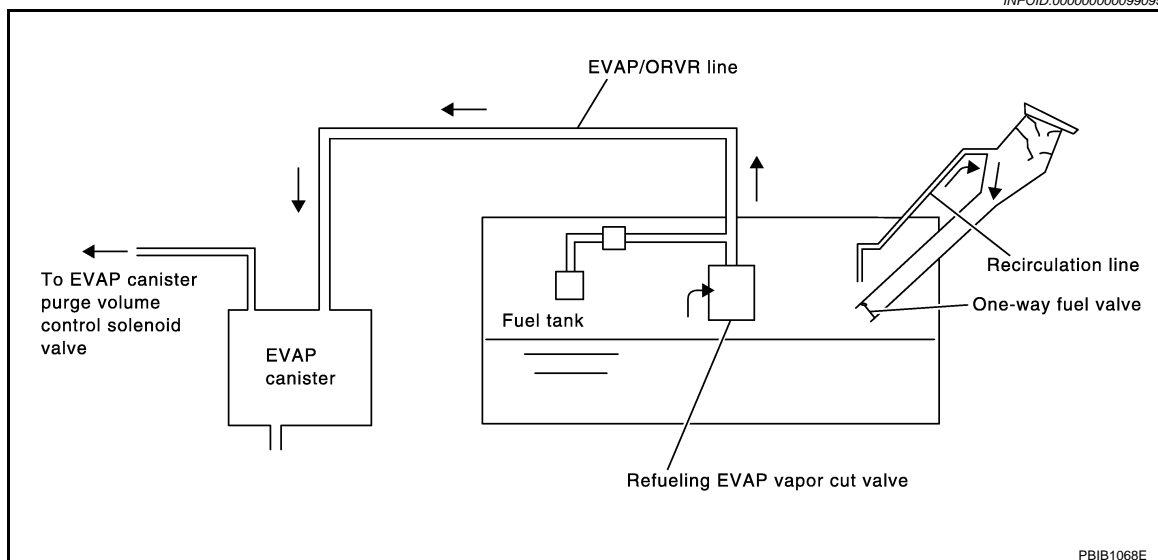 EVAP/ORVR line
To EVAP canister
purge volume
control solenoid
valve
EVAP
canister
Fuel tank
Recirculation line
One-way fuel valve
Refueling EVAP vapor cut valve
PBIB1068E